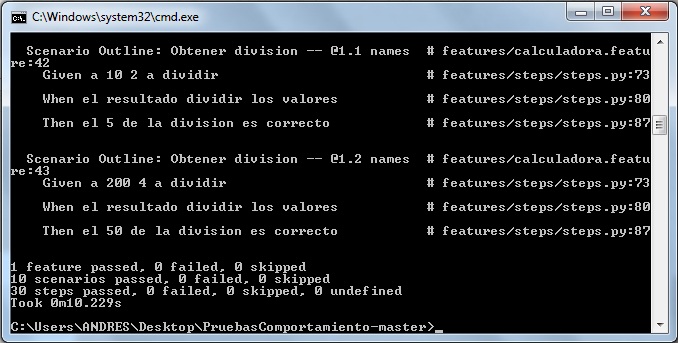 C:\Windows\system32\cmd.exe
Scenario Outline: Obtener division -- @1.1 names # features/calculadora.featu
re:42
Given a 10 2 a dividir # features/steps/steps.py:73
When el resultado dividir los valores # features/steps/steps.py:80
Then el 5 de la division es correcto # features/steps/steps.py:87
Scenario Outline: Obtener division -- @1.2 names # features/calculadora.featu
re:43
Given a 200 4 a dividir # features/steps/steps.py:73
When el resultado dividir los valores # features/steps/steps.py:80
Then el 50 de la division es correcto # features/steps/steps.py:87
1 feature passed, 0 failed, 0 skipped
10 scenarios passed, 0 failed, 0 skipped
30 steps passed, 0 failed, 0 skipped, 0 undefined
Took 0m10.229s
C:\Users\ANDRES\Desktop\PruebasComportamiento-master>_